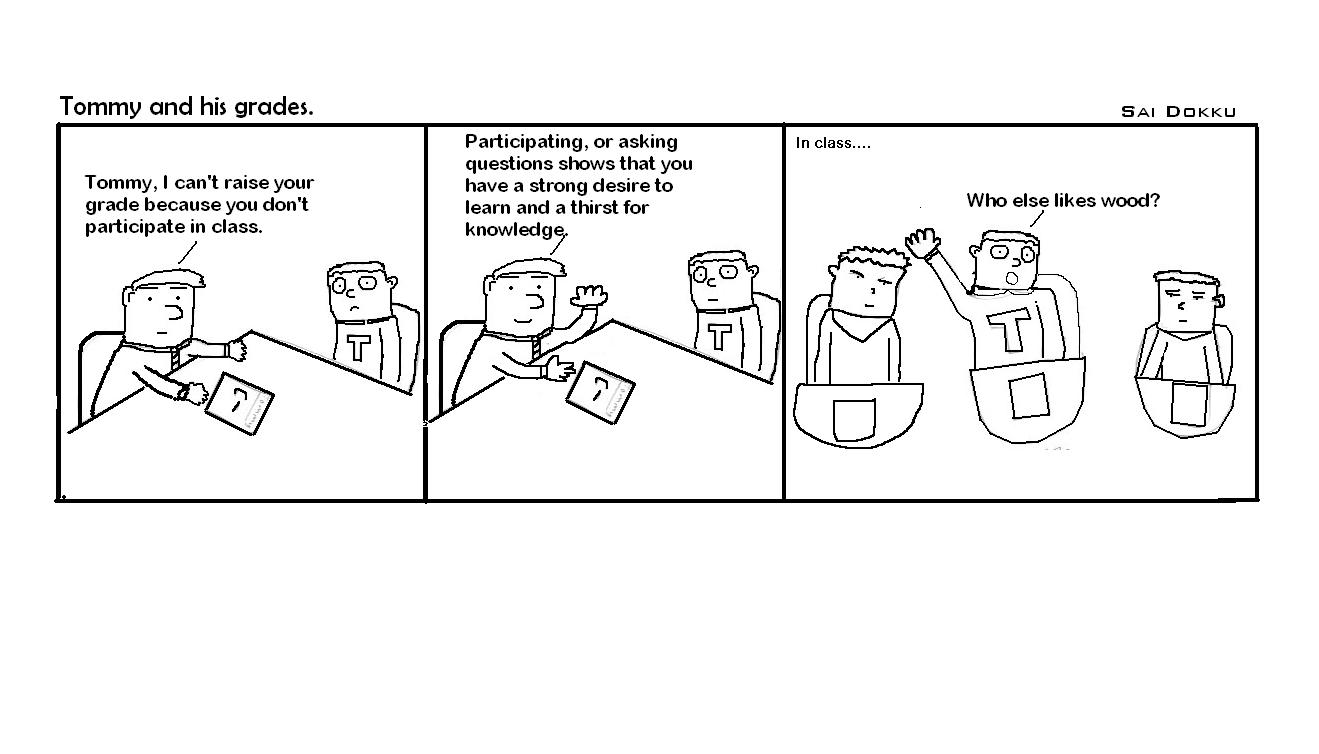 Tommy and his grades.
Sai Dokku
Tommy, I can't raise your
grade because you don't
participate in class.
T
Participating, or asking
questions shows that you
have a strong desire to
learn and a thirst for
knowledge.
T
In class....
Who else likes wood?
T